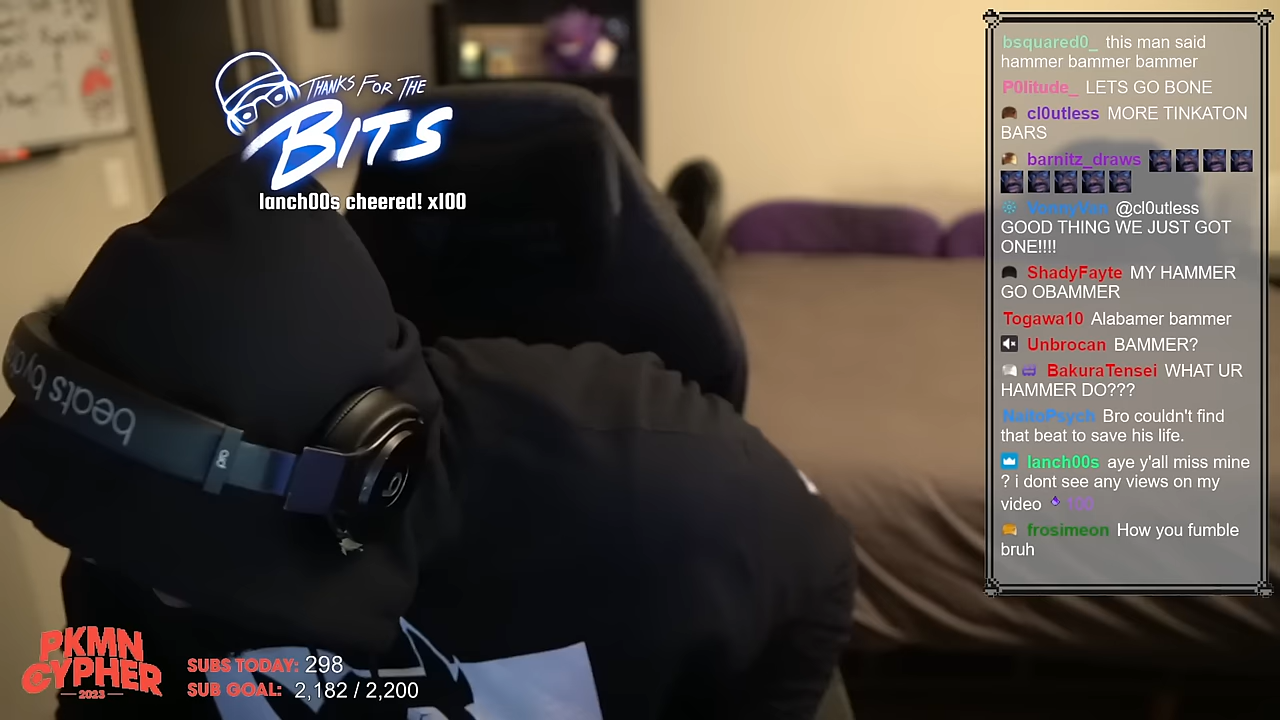 THANKS FOR THE
BITS
lanch00s cheered! x100
beats by d
PKMN
CYPHER
2023
SUBS TODAY: 298
SUB GOAL: 2,182 / 2,200
bsquared0_ this man said
hammer bammer bammer
P0litude_ LETS GO BONE
cl0utless MORE TINKATON
BARS
barnitz_draws
VonnyVan @cl0utless
GOOD THING WE JUST GOT
ONE!!!!
ShadyFayte MY HAMMER
GO OBAMMER
Togawa10 Alabamer bammer
Unbrocan BAMMER?
BakuraTensei WHAT UR
HAMMER DO???
NaitoPsych Bro couldn't find
that beat to save his life.
lanch00s aye y'all miss mine
? i dont see any views on my
video 100
frosimeon How you fumble
bruh